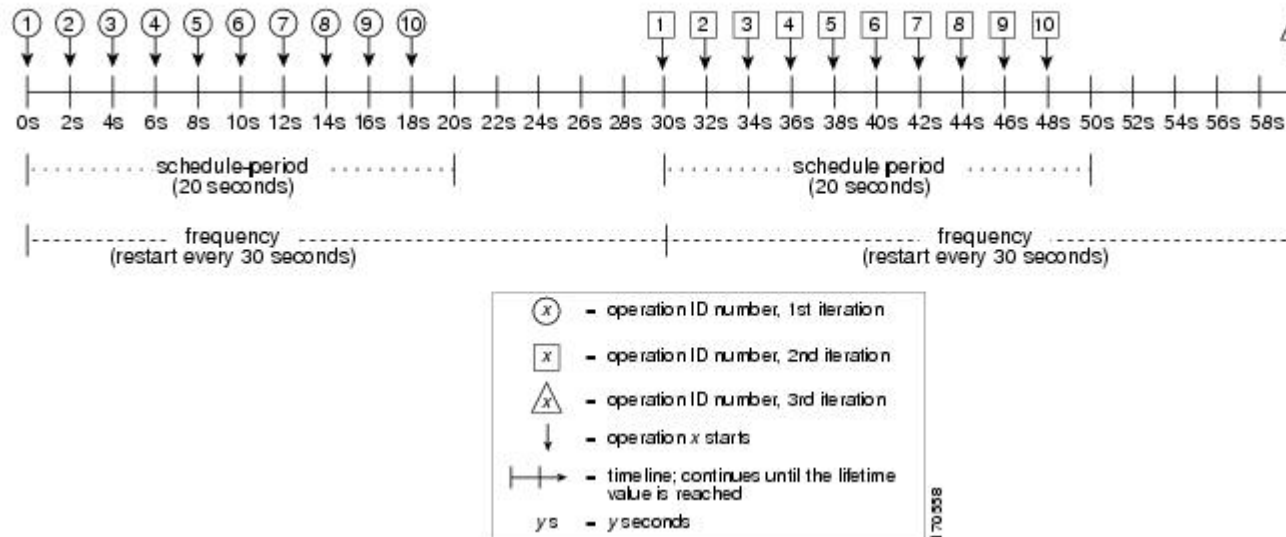 1 2 3 4 5 6 7 8 9 10 1 2 3 4 5 6 7 8 9 10
0s 2s 4s 6s 8s 10s 12s 14s 16s 18s 20s 22s 24s 26s 28s 30s 32s 34s 36s 38s 40s 42s 44s 46s 48s 50s 52s 54s 56s 58s
schedule-period schedule period
(20 seconds) (20 seconds)
frequency frequency
(restart every 30 seconds) (restart every 30 seconds)
x = operation ID number, 1st iteration
x = operation ID number, 2nd iteration
x = operation ID number, 3rd iteration
= operation x starts
= timeline; continues until the lifetime
value is reached
y s = y seconds
170558